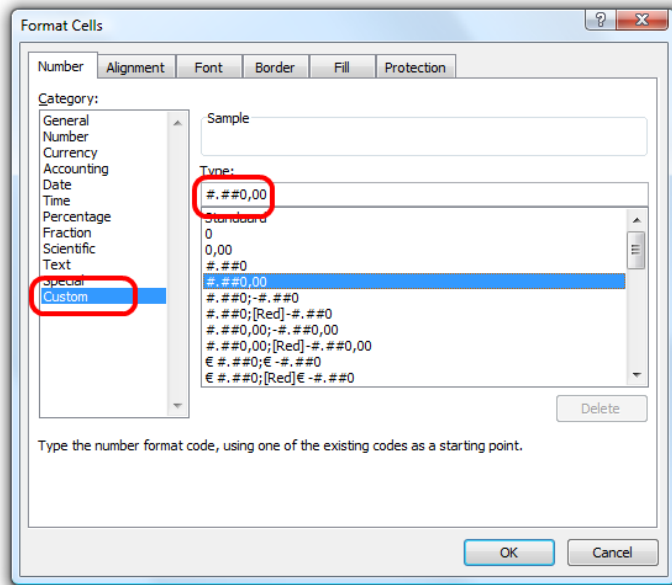 Format Cells
Number Alignment Font Border Fill Protection
Category:
General
Number
Currency
Accounting
Date
Time
Percentage
Fraction
Scientific
Text
Special
Custom
Sample
Type:
#.##0,00
Standaard
0
0,00
#.##0
#.##0,00
#.##0;-#.##0
#.##0;[Red]-#.##0
#.##0,00;-#.##0,00
#.##0,00;[Red]-#.##0,00
€ #.##0;€ -#.##0
€ #.##0;[Red]€ -#.##0
Delete
Type the number format code, using one of the existing codes as a starting point.
OK Cancel